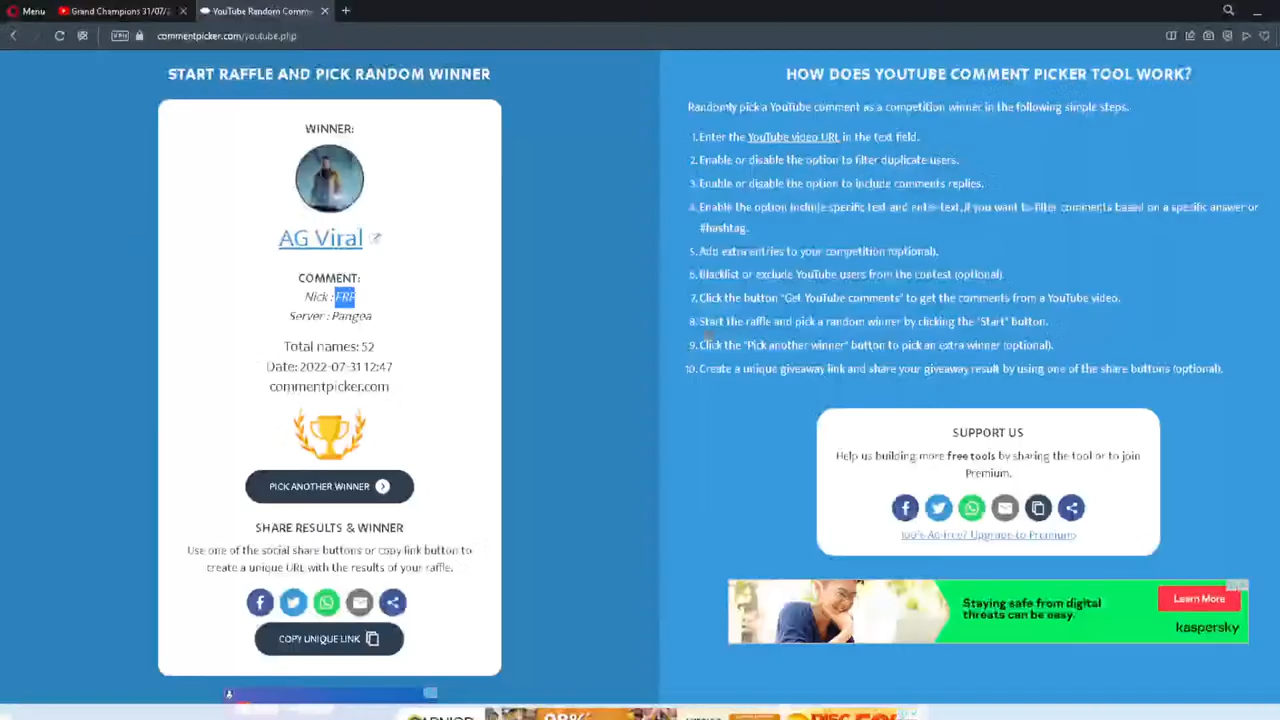 Menu
Grand Champions 31/07/
YouTube Random Comm
VPN
commentpicker.com/youtube.php
START RAFFLE AND PICK RANDOM WINNER
WINNER:
AG Viral
COMMENT:
Nick : FRF
Server : Pangea
Total names: 52
Date: 2022-07-31 12:47
commentpicker.com
PICK ANOTHER WINNER
SHARE RESULTS & WINNER
Use one of the social share buttons or copy link button to
create a unique URL with the results of your raffle.
COPY UNIQUE LINK
HOW DOES YOUTUBE COMMENT PICKER TOOL WORK?
Randomly pick a YouTube comment as a competition winner in the following simple steps.
1. Enter the YouTube video URL in the text field.
2. Enable or disable the option to filter duplicate users.
3. Enable or disable the option to include comments replies.
4. Enable the option include specific text and enter text, if you want to filter comments based on a specific answer or
#hashtag.
5. Add extra entries to your competition (optional).
6. Blacklist or exclude YouTube users from the contest (optional)
7. Click the button "Get YouTube comments" to get the comments from a YouTube video.
8. Start the raffle and pick a random winner by clicking the "Start" button.
9. Click the "Pick another winner" button to pick an extra winner (optional).
10. Create a unique giveaway link and share your giveaway result by using one of the share buttons (optional).
SUPPORT US
Help us building more free tools by sharing the tool or to join
Premium.
100% Ad-free? Upgrade to Premium
Staying safe from digital
threats can be easy.
Learn More
kaspersky